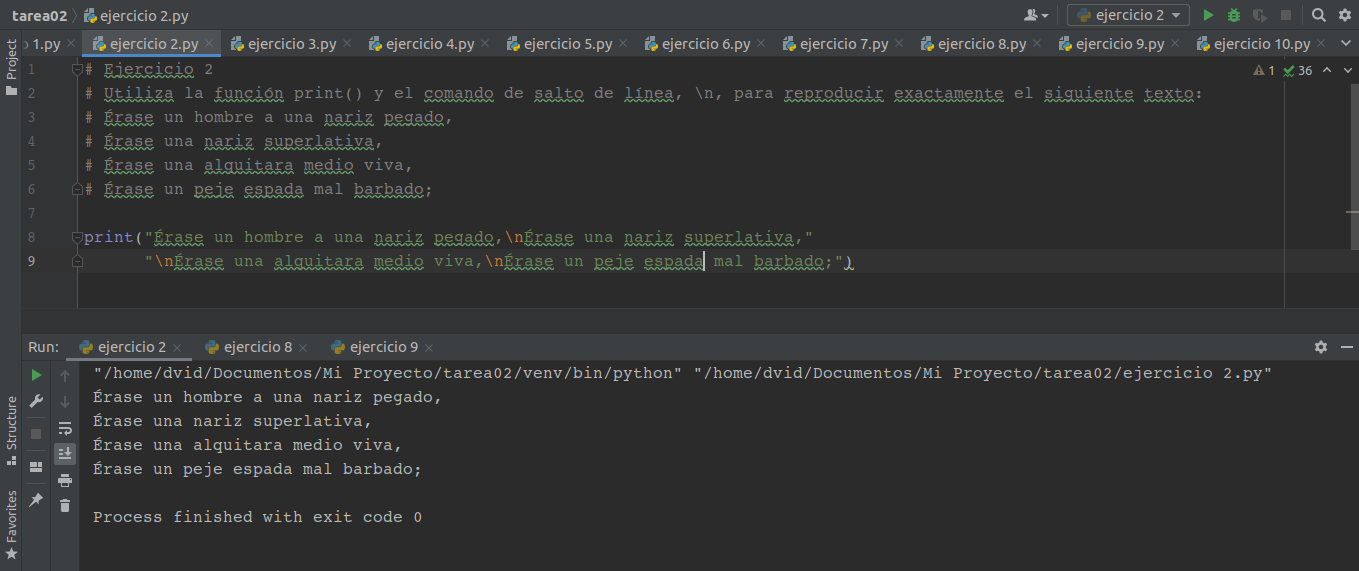 tarea02 ejercicio 2.py ejercicio 2
o 1.py ejercicio 2.py ejercicio 3.py ejercicio 4.py ejercicio 5.py ejercicio 6.py ejercicio 7.py ejercicio 8.py ejercicio 9.py ejercicio 10.py
Project
1 # Ejercicio 2
1 36
2 # Utiliza la función print() y el comando de salto de línea, \n, para reproducir exactamente el siguiente texto:
3 # Érase un hombre a una nariz pegado,
4 # Érase una nariz superlativa,
5 # Érase una alquitara medio viva,
6 # Érase un peje espada mal barbado;
7
8 print("Érase un hombre a una nariz pegado,\nÉrase una nariz superlativa,"
9 "\nÉrase una alquitara medio viva,\nÉrase un peje espada mal barbado;")
Run: ejercicio 2 ejercicio 8 ejercicio 9
"/home/dvid/Documentos/Mi Proyecto/tarea02/venv/bin/python" "/home/dvid/Documentos/Mi Proyecto/tarea02/ejercicio 2.py"
Érase un hombre a una nariz pegado,
Érase una nariz superlativa,
Érase una alquitara medio viva,
Érase un peje espada mal barbado;
Process finished with exit code 0
Structure
Favorites